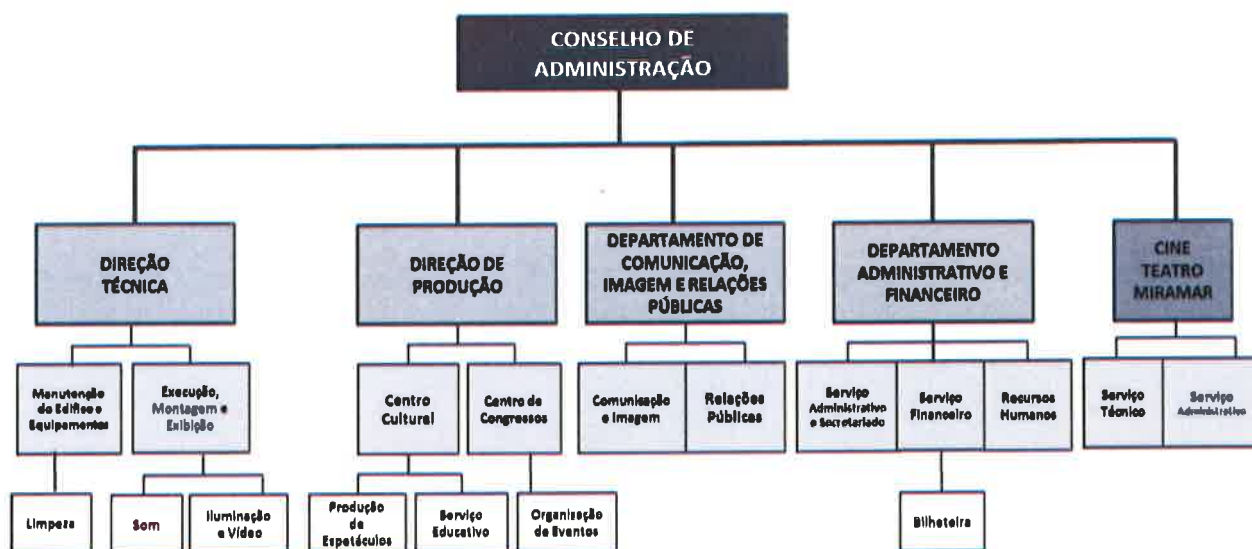 CONSELHO DE
ADMINISTRAÇÃO
DIREÇÃO
TÉCNICA
DIREÇÃO DE
PRODUÇÃO
DEPARTAMENTO DE
COMUNICAÇÃO,
IMAGEM E RELAÇÕES
PÚBLICAS
DEPARTAMENTO
ADMINISTRATIVO E
FINANCEIRO
CINE
TEATRO
MIRAMAR
Manutenção
do Edifício e
Equipamentos
Execução,
Montagem e
Exibição
Centro
Cultural
Centro de
Congressos
Comunicação
e Imagem
Relações
Públicas
Serviço
Administrativo
e Secretariado
Serviço
Financeiro
Recursos
Humanos
Serviço
Técnico
Serviço
Administrativo
Limpeza
Som
Iluminação
e Vídeo
Produção
de
Espetáculos
Serviço
Educativo
Organização
de Eventos
Bilheteira